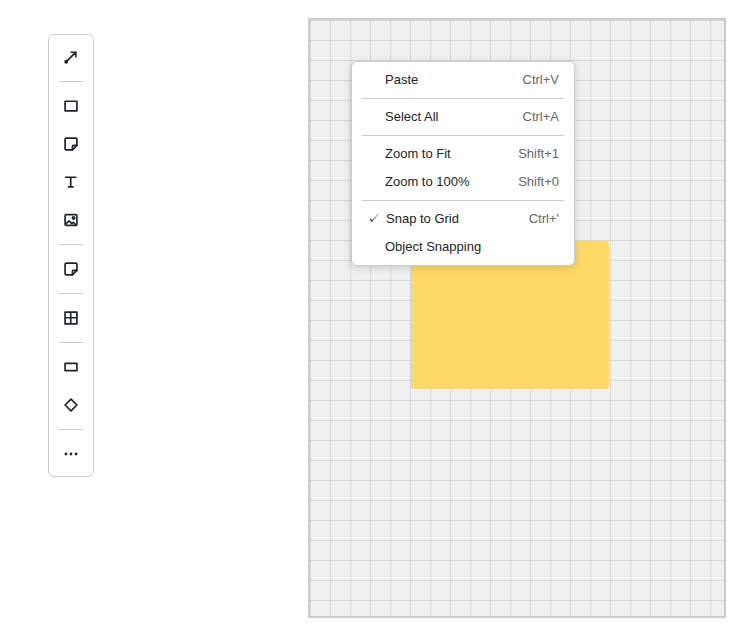 Paste Ctrl+V
Select All Ctrl+A
Zoom to Fit Shift+1
Zoom to 100% Shift+0
✓ Snap to Grid Ctrl+'
Object Snapping